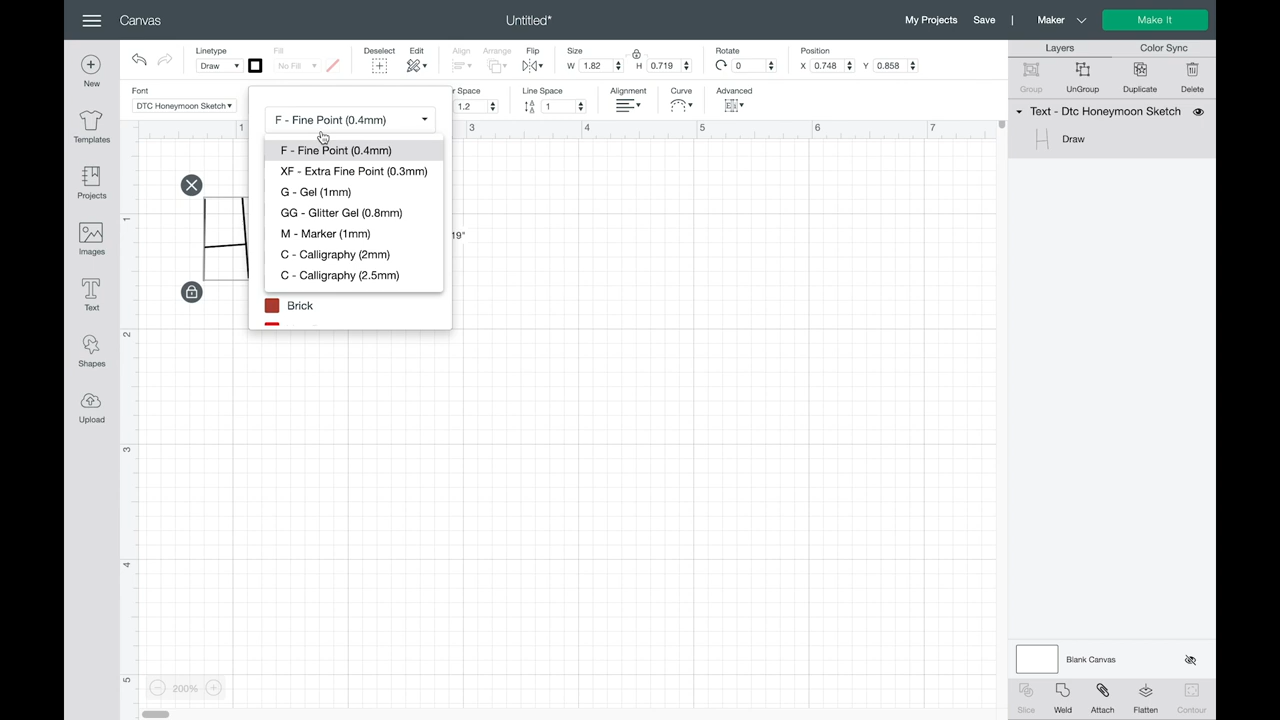 Canvas
Untitled*
My Projects
Save
|
Maker
Make It
New
Templates
Projects
Images
Text
Shapes
Upload
Linetype
Draw
Fill
No Fill
Deselect
Edit
Align
Arrange
Flip
Size
W 1.82
H 0.719
Rotate
0
Position
X 0.748
Y 0.858
Font
DTC Honeymoon Sketch
r Space
1.2
Line Space
1
Alignment
Curve
Advanced
F - Fine Point (0.4mm)
F - Fine Point (0.4mm)
XF - Extra Fine Point (0.3mm)
G - Gel (1mm)
GG - Glitter Gel (0.8mm)
M - Marker (1mm)
C - Calligraphy (2mm)
C - Calligraphy (2.5mm)
Brick
1
3
4
5
6
7
1
2
3
4
5
19"
H
200%
Layers
Color Sync
Group
UnGroup
Duplicate
Delete
Text - Dtc Honeymoon Sketch
H
Draw
Blank Canvas
Slice
Weld
Attach
Flatten
Contour